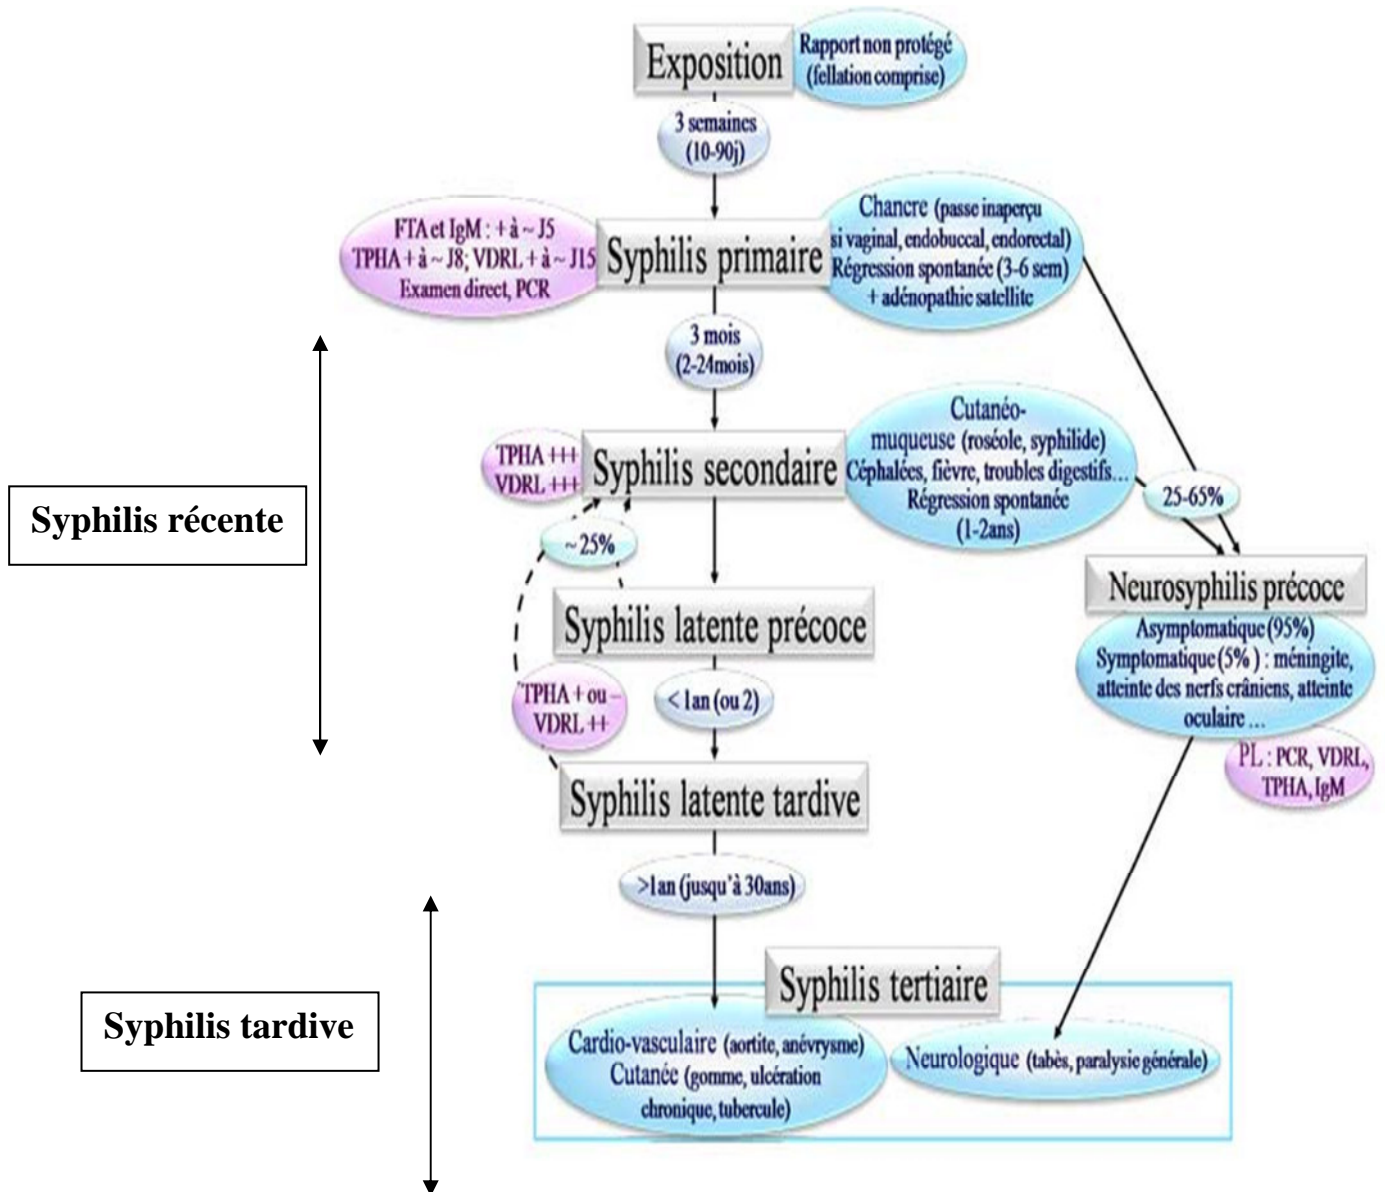 Exposition
Rapport non protégé
(fellation comprise)
3 semaines
(10-90j)
FTA et IgM : + à ~ J5
TPHA + à ~ J8; VDRL + à ~ J15
Examen direct, PCR
Syphilis primaire
Chancre (passe inaperçu
si vaginal, endobuccal, endorectal)
Régression spontanée (3-6 sem)
+ adénopathie satellite
3 mois
(2-24mois)
TPHA +++
VDRL +++
Syphilis secondaire
Cutanéo-
muqueuse (roséole, syphilide)
Céphalées, fièvre, troubles digestifs...
Régression spontanée
(1-2ans)
25-65%
Syphilis récente
~ 25%
Neurosyphilis précoce
Asymptomatique (95%)
Symptomatique (5% ) : méningite,
atteinte des nerfs crâniens, atteinte
oculaire ...
Syphilis latente précoce
TPHA + ou -
VDRL ++
< 1an (ou 2)
PL : PCR, VDRL,
TPHA, IgM
Syphilis latente tardive
>1an (jusqu'à 30ans)
Syphilis tardive
Syphilis tertiaire
Cardio-vasculaire (aortite, anévrysme)
Cutanée (gomme, ulcération
chronique, tubercule)
Neurologique (tabès, paralysie générale)